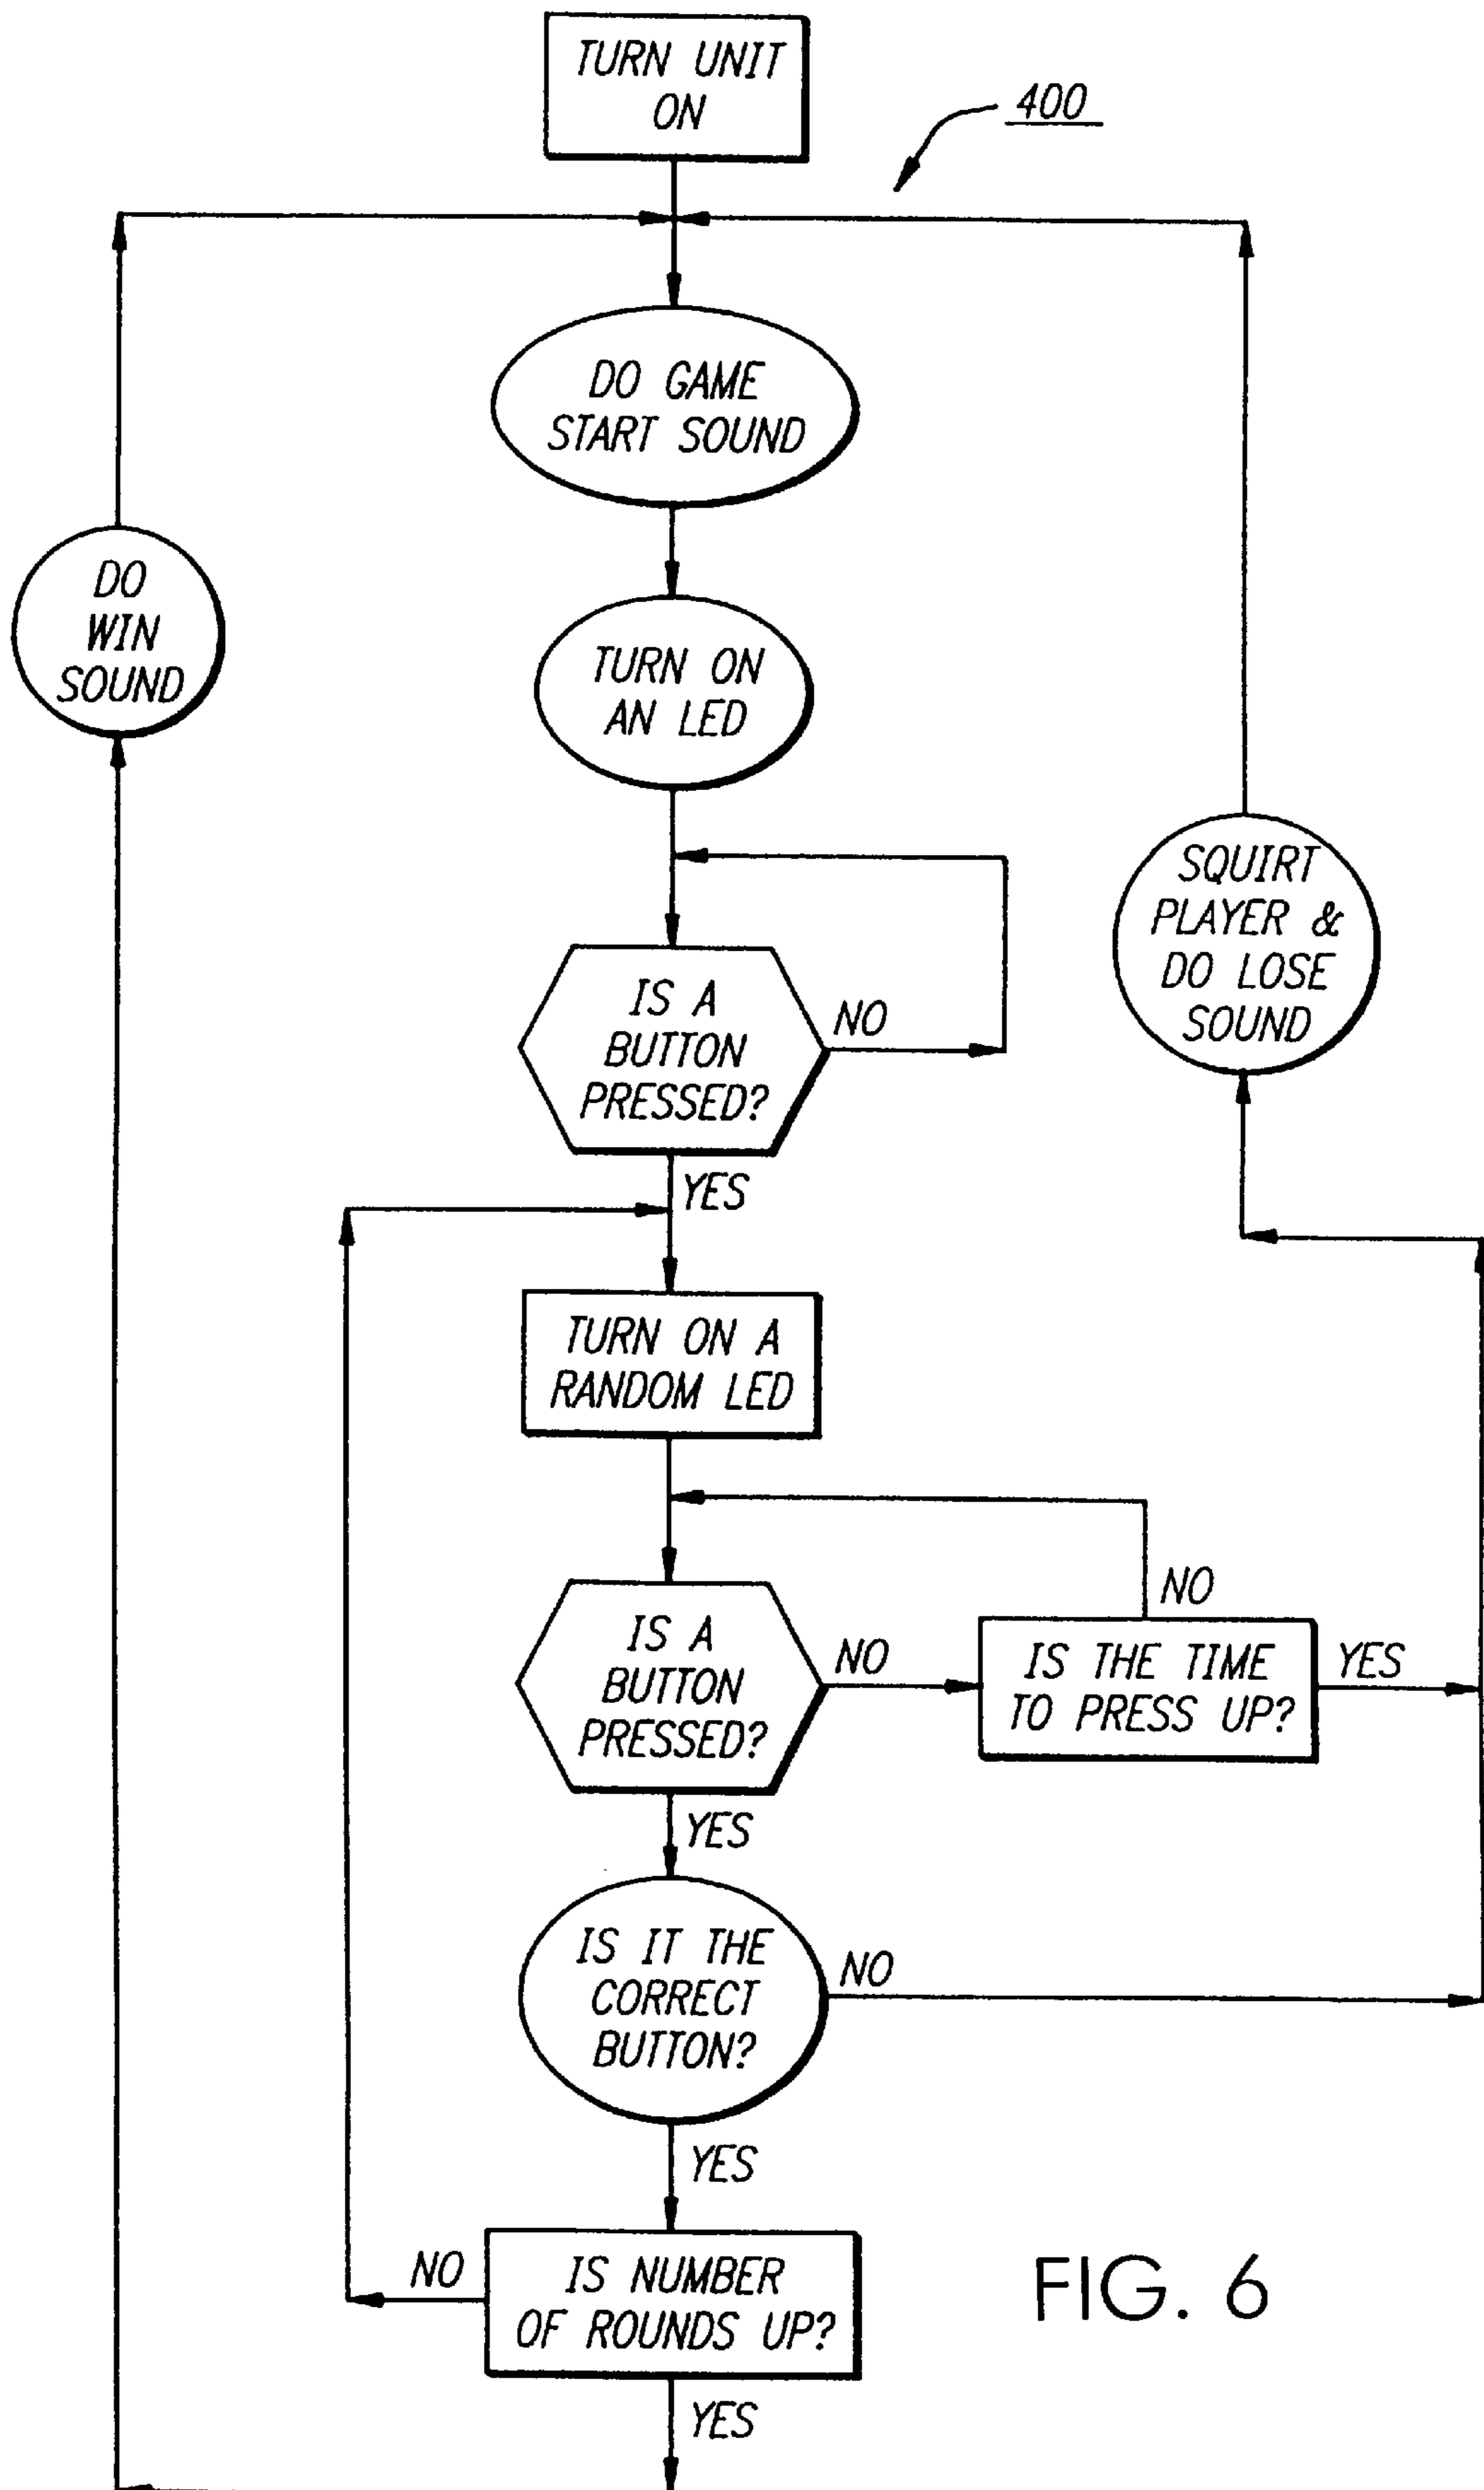 TURN UNIT
ON
400
DO GAME
START SOUND
DO
WIN
SOUND
TURN ON
AN LED
SQUIRT
PLAYER &
DO LOSE
SOUND
IS A
BUTTON
PRESSED?
NO
YES
TURN ON A
RANDOM LED
NO
IS A
BUTTON
PRESSED?
NO
IS THE TIME
TO PRESS UP?
YES
YES
IS IT THE
CORRECT
BUTTON?
NO
YES
IS NUMBER
OF ROUNDS UP?
NO
YES
FIG. 6